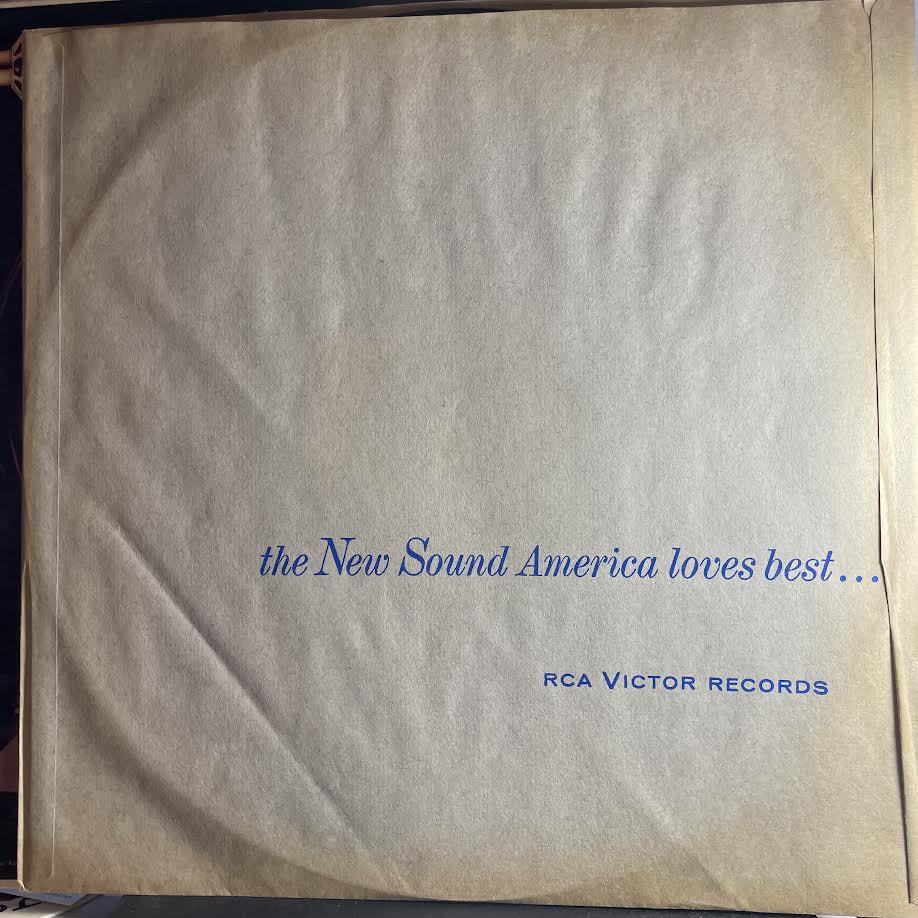 the New Sound America loves best...
RCA VICTOR RECORDS